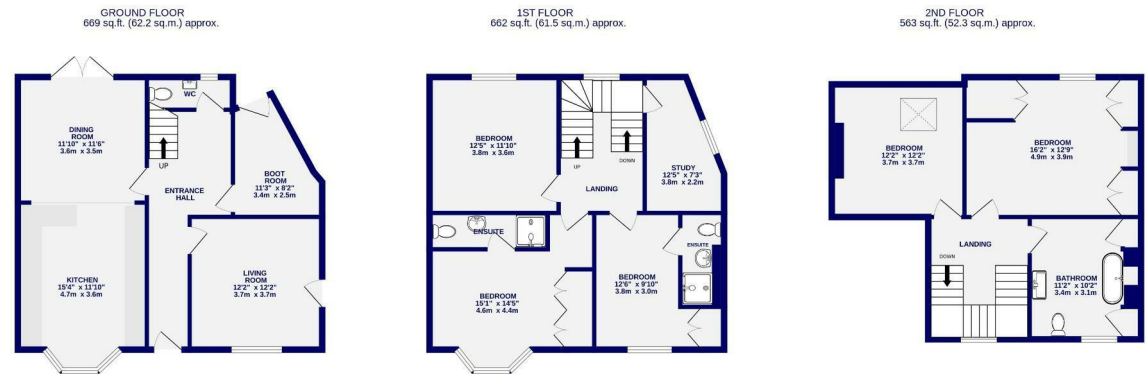 GROUND FLOOR
669 sq.ft. (62.2 sq.m.) approx.
WC
DINING
ROOM
11'10" x 11'6"
3.6m x 3.5m
UP
ENTRANCE
HALL
BOOT
ROOM
11'3" x 8'2"
3.4m x 2.5m
KITCHEN
15'4" x 11'10"
4.7m x 3.6m
LIVING
ROOM
12'2" x 12'2"
3.7m x 3.7m
1ST FLOOR
662 sq.ft. (61.5 sq.m.) approx.
BEDROOM
12'5" x 11'10"
3.8m x 3.6m
UP
DOWN
STUDY
12'5" x 7'3"
3.8m x 2.2m
LANDING
ENSUITE
ENSUITE
BEDROOM
15'1" x 14'5"
4.6m x 4.4m
BEDROOM
12'6" x 9'10"
3.8m x 3.0m
2ND FLOOR
563 sq.ft. (52.3 sq.m.) approx.
BEDROOM
12'2" x 12'2"
3.7m x 3.7m
BEDROOM
16'2" x 12'9"
4.9m x 3.9m
LANDING
DOWN
BATHROOM
11'2" x 10'2"
3.4m x 3.1m